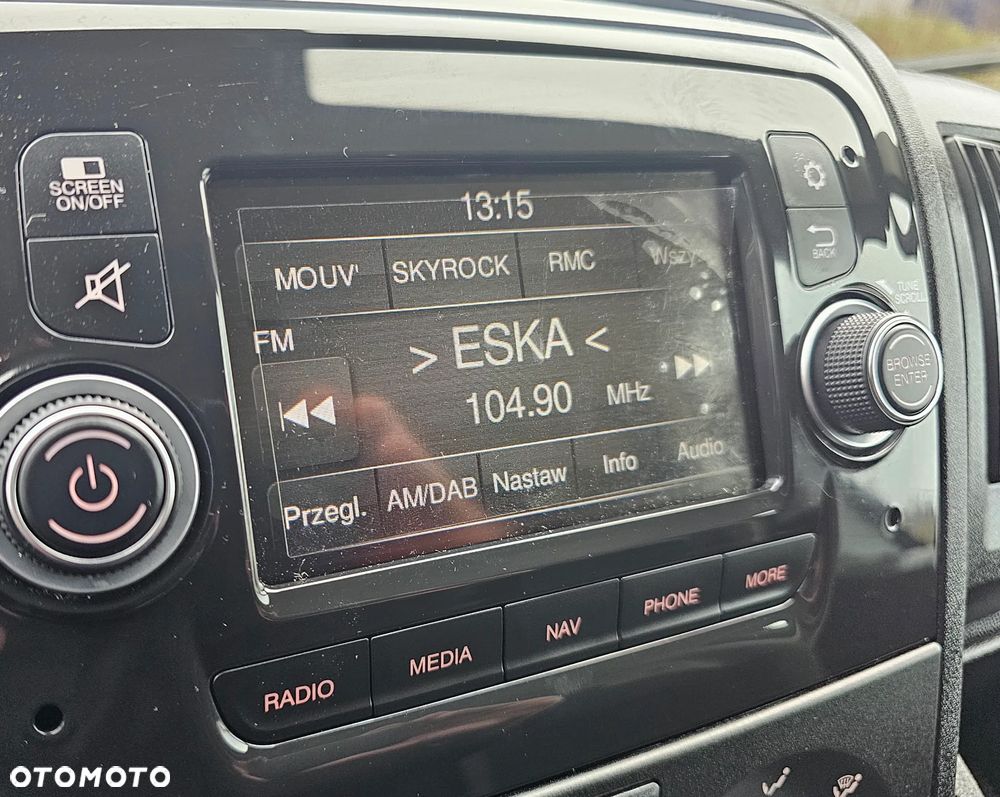 SCREEN
ON/OFF
13:15
MOUV' SKYROCK RMC Wszy
FM
> ESKA <
104.90 MHz
Przegl. AM/DAB Nastaw Info Audio
BACK
TUNE
SCROLL
BROWSE
ENTER
RADIO MEDIA NAV PHONE MORE
OTOMOTO